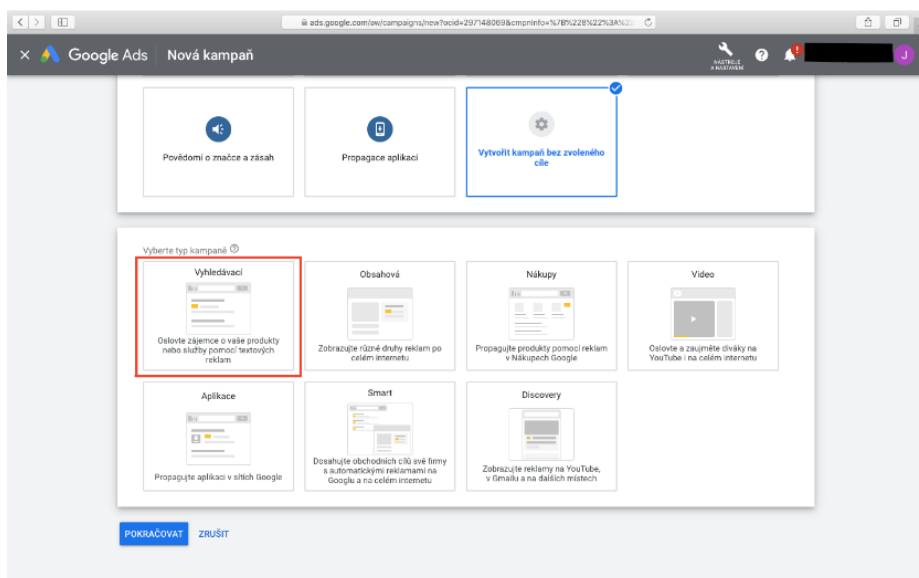 ads.google.com/aw/campaigns/new?ocid=297148069&cmpnInfo=%7B%228%22%3A%22
Google Ads Nová kampaň
NÁSTROJE
A NASTAVENÍ
J
Povědomí o značce a zásah
Propagace aplikací
Vytvořit kampaň bez zvoleného
cíle
Vyberte typ kampaně
Vyhledávací
Oslovte zájemce o vaše produkty
nebo služby pomocí textových
reklam
Obsahová
Zobrazujte různé druhy reklam po
celém internetu
Nákupy
Propagujte produkty pomocí reklam
v Nákupech Google
Video
Oslovte a zaujměte diváky na
YouTube i na celém internetu
Aplikace
Propagujte aplikaci v sítích Google
Smart
Dosahujte obchodních cílů své firmy
s automatickými reklamami na
Googlu a na celém internetu
Discovery
Zobrazujte reklamy na YouTube,
v Gmailu a na dalších místech
POKRAČOVAT ZRUŠIT